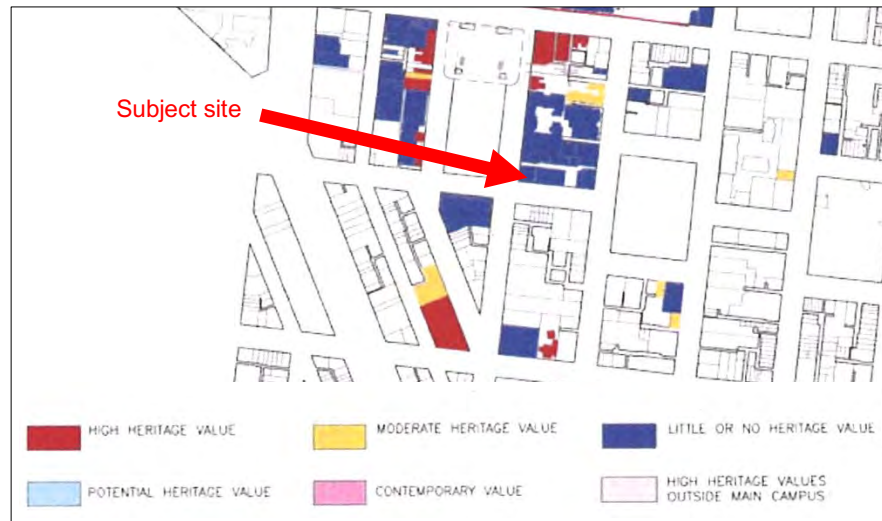 Subject site
HIGH HERITAGE VALUE
MODERATE HERITAGE VALUE
LITTLE OR NO HERITAGE VALUE
POTENTIAL HERITAGE VALUE
CONTEMPORARY VALUE
HIGH HERITAGE VALUES
OUTSIDE MAIN CAMPUS